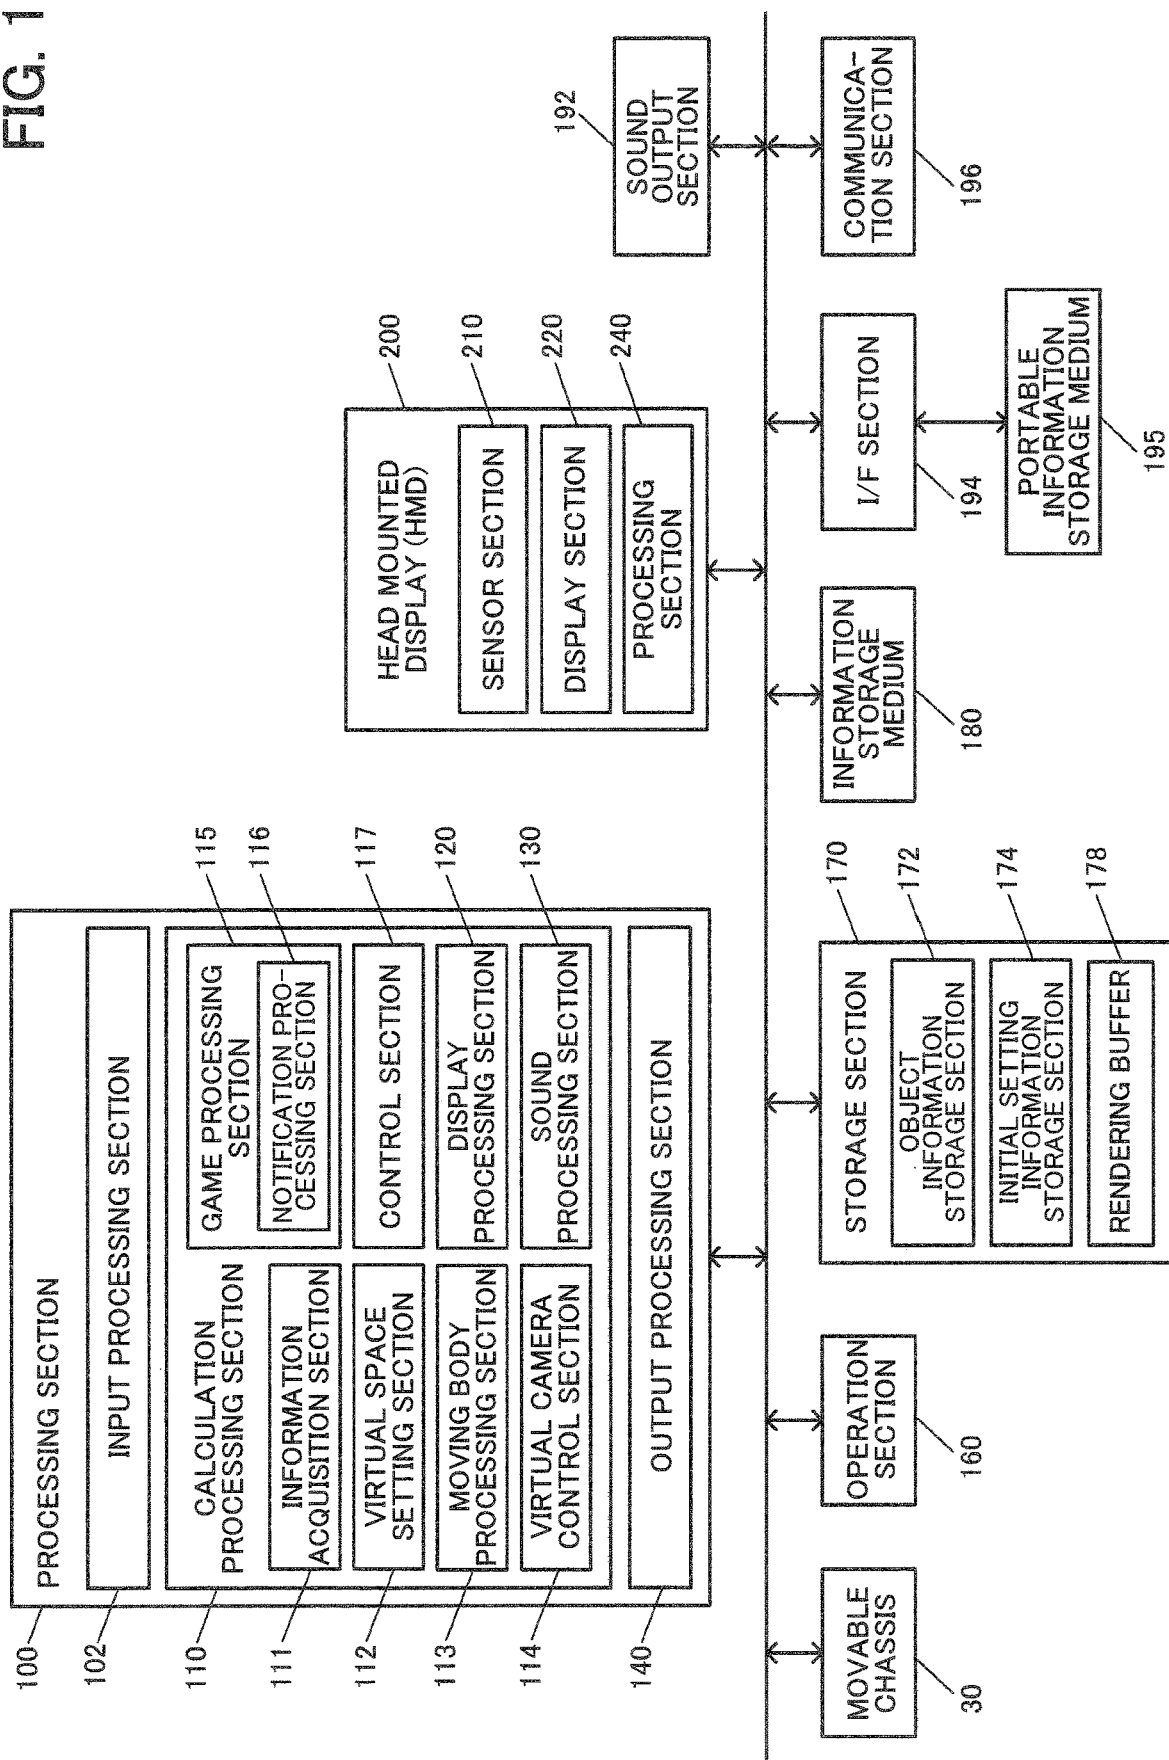 FIG. 1
100
PROCESSING SECTION
102
INPUT PROCESSING SECTION
110
CALCULATION
PROCESSING SECTION
111
INFORMATION
ACQUISITION SECTION
112
VIRTUAL SPACE
SETTING SECTION
113
MOVING BODY
PROCESSING SECTION
114
VIRTUAL CAMERA
CONTROL SECTION
115
GAME PROCESSING
SECTION
116
NOTIFICATION PRO-
CESSING SECTION
117
CONTROL SECTION
120
DISPLAY
PROCESSING SECTION
130
SOUND
PROCESSING SECTION
140
OUTPUT PROCESSING SECTION
200
HEAD MOUNTED
DISPLAY (HMD)
210
SENSOR SECTION
220
DISPLAY SECTION
240
PROCESSING
SECTION
192
SOUND
OUTPUT
SECTION
MOVABLE
CHASSIS
30
OPERATION
SECTION
160
170
STORAGE SECTION
172
OBJECT
INFORMATION
STORAGE SECTION
174
INITIAL SETTING
INFORMATION
STORAGE SECTION
178
RENDERING BUFFER
INFORMATION
STORAGE
MEDIUM
180
I/F SECTION
194
PORTABLE
INFORMATION
STORAGE MEDIUM
195
COMMUNICA-
TION SECTION
196